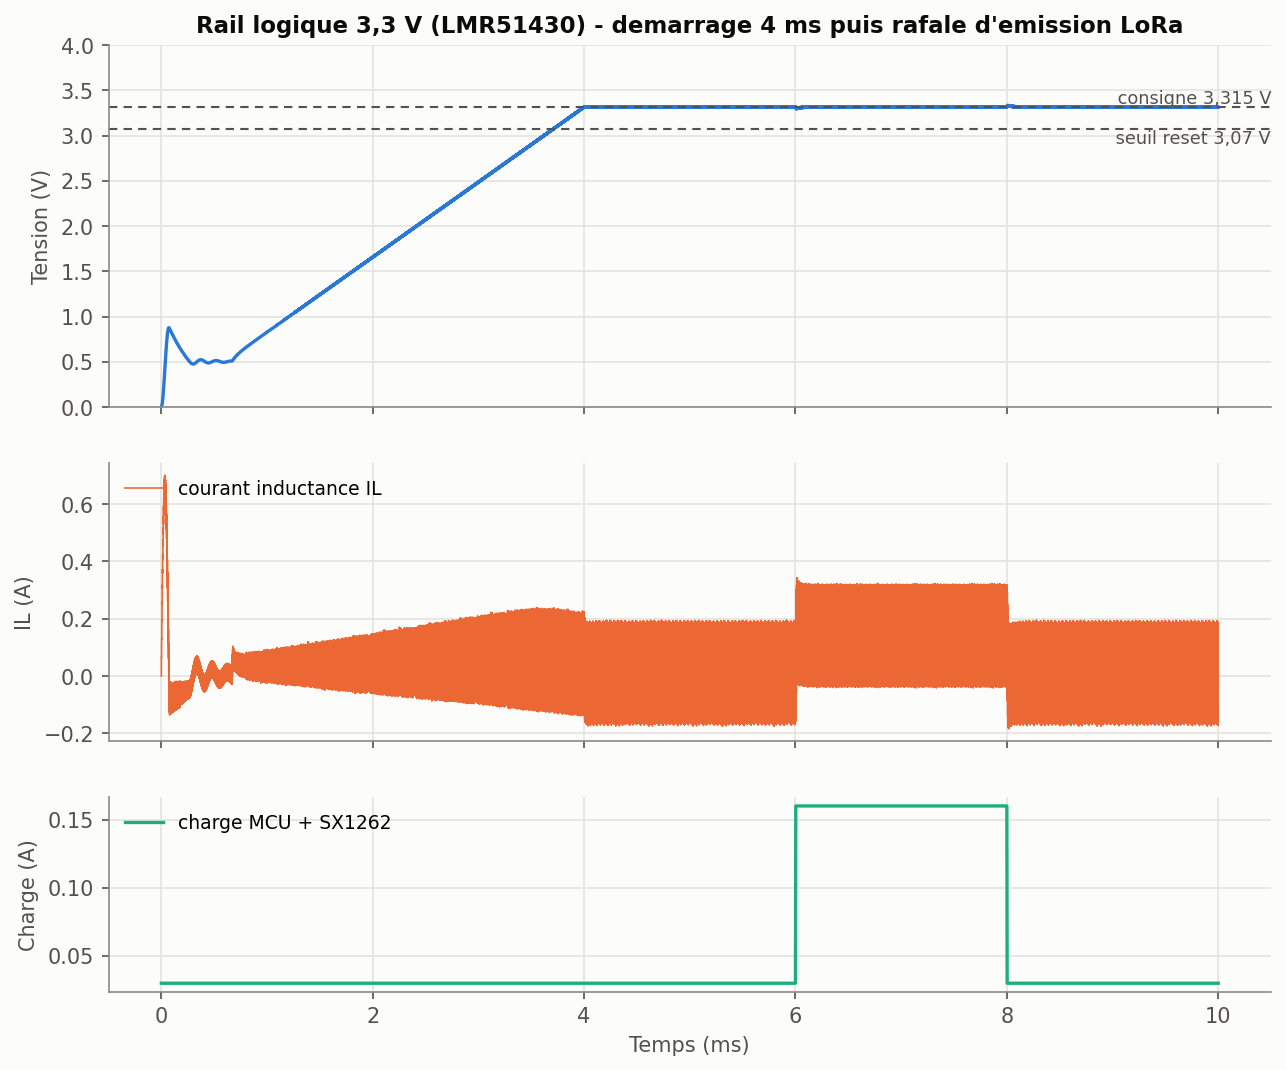 Rail logique 3,3 V (LMR51430) - demarrage 4 ms puis rafale d'emission LoRa
4.0
3.5
3.0
2.5
2.0
1.5
1.0
0.5
0.0
Tension (V)
consigne 3,315 V
seuil reset 3,07 V
courant inductance IL
0.6
0.4
0.2
0.0
−0.2
IL (A)
charge MCU + SX1262
0.15
0.10
0.05
Charge (A)
0 2 4 6 8 10
Temps (ms)